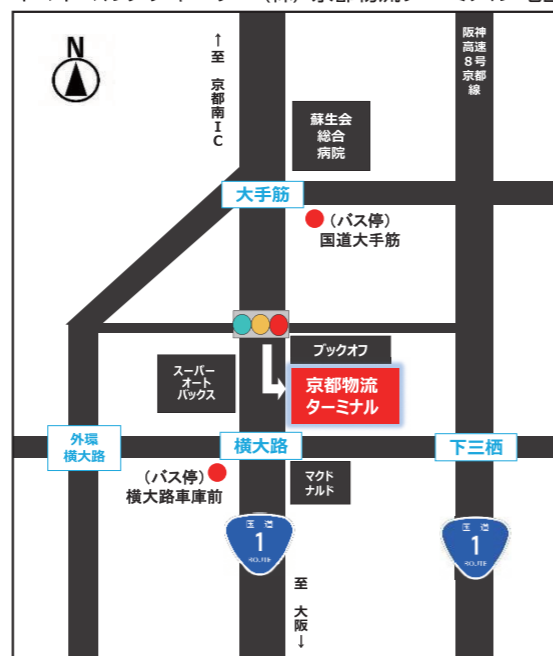 N
↑至 京都南IC
阪神高速8号京都線
蘇生会
総合
病院
大手筋
(バス停)
国道大手筋
ブックオフ
スーパー
オート
バックス
京都物流
ターミナル
外環
横大路
横大路
下三栖
(バス停)
横大路車庫前
マクド
ナルド
国道
1
ROUTE
国道
1
ROUTE
至 大阪↓